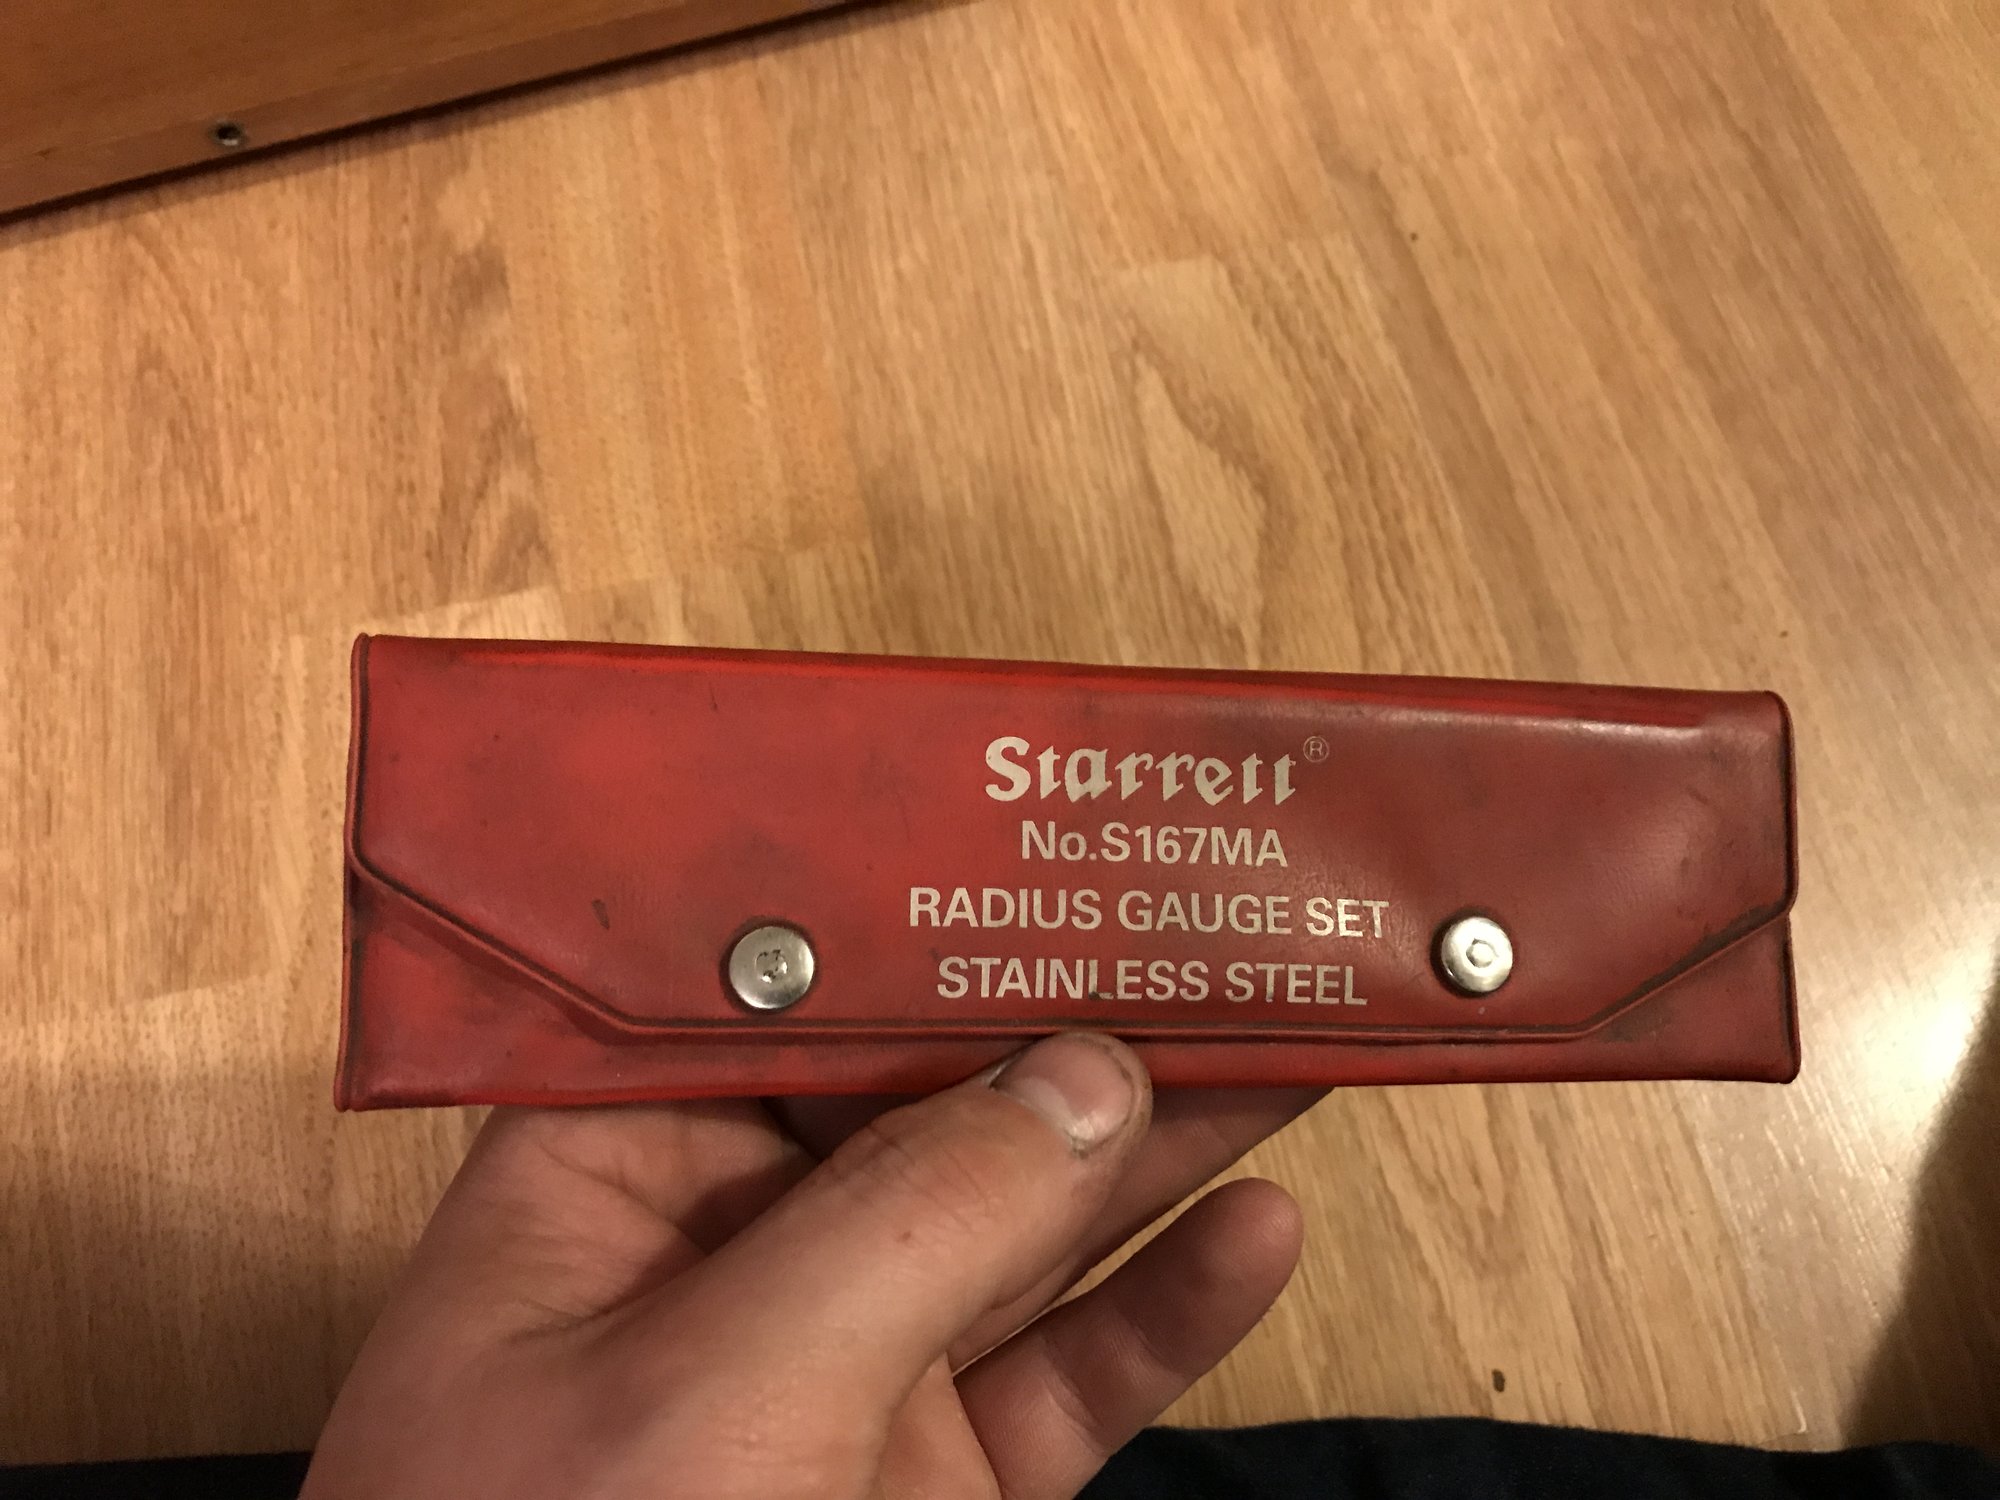 Starrett®
No.S167MA
RADIUS GAUGE SET
STAINLESS STEEL